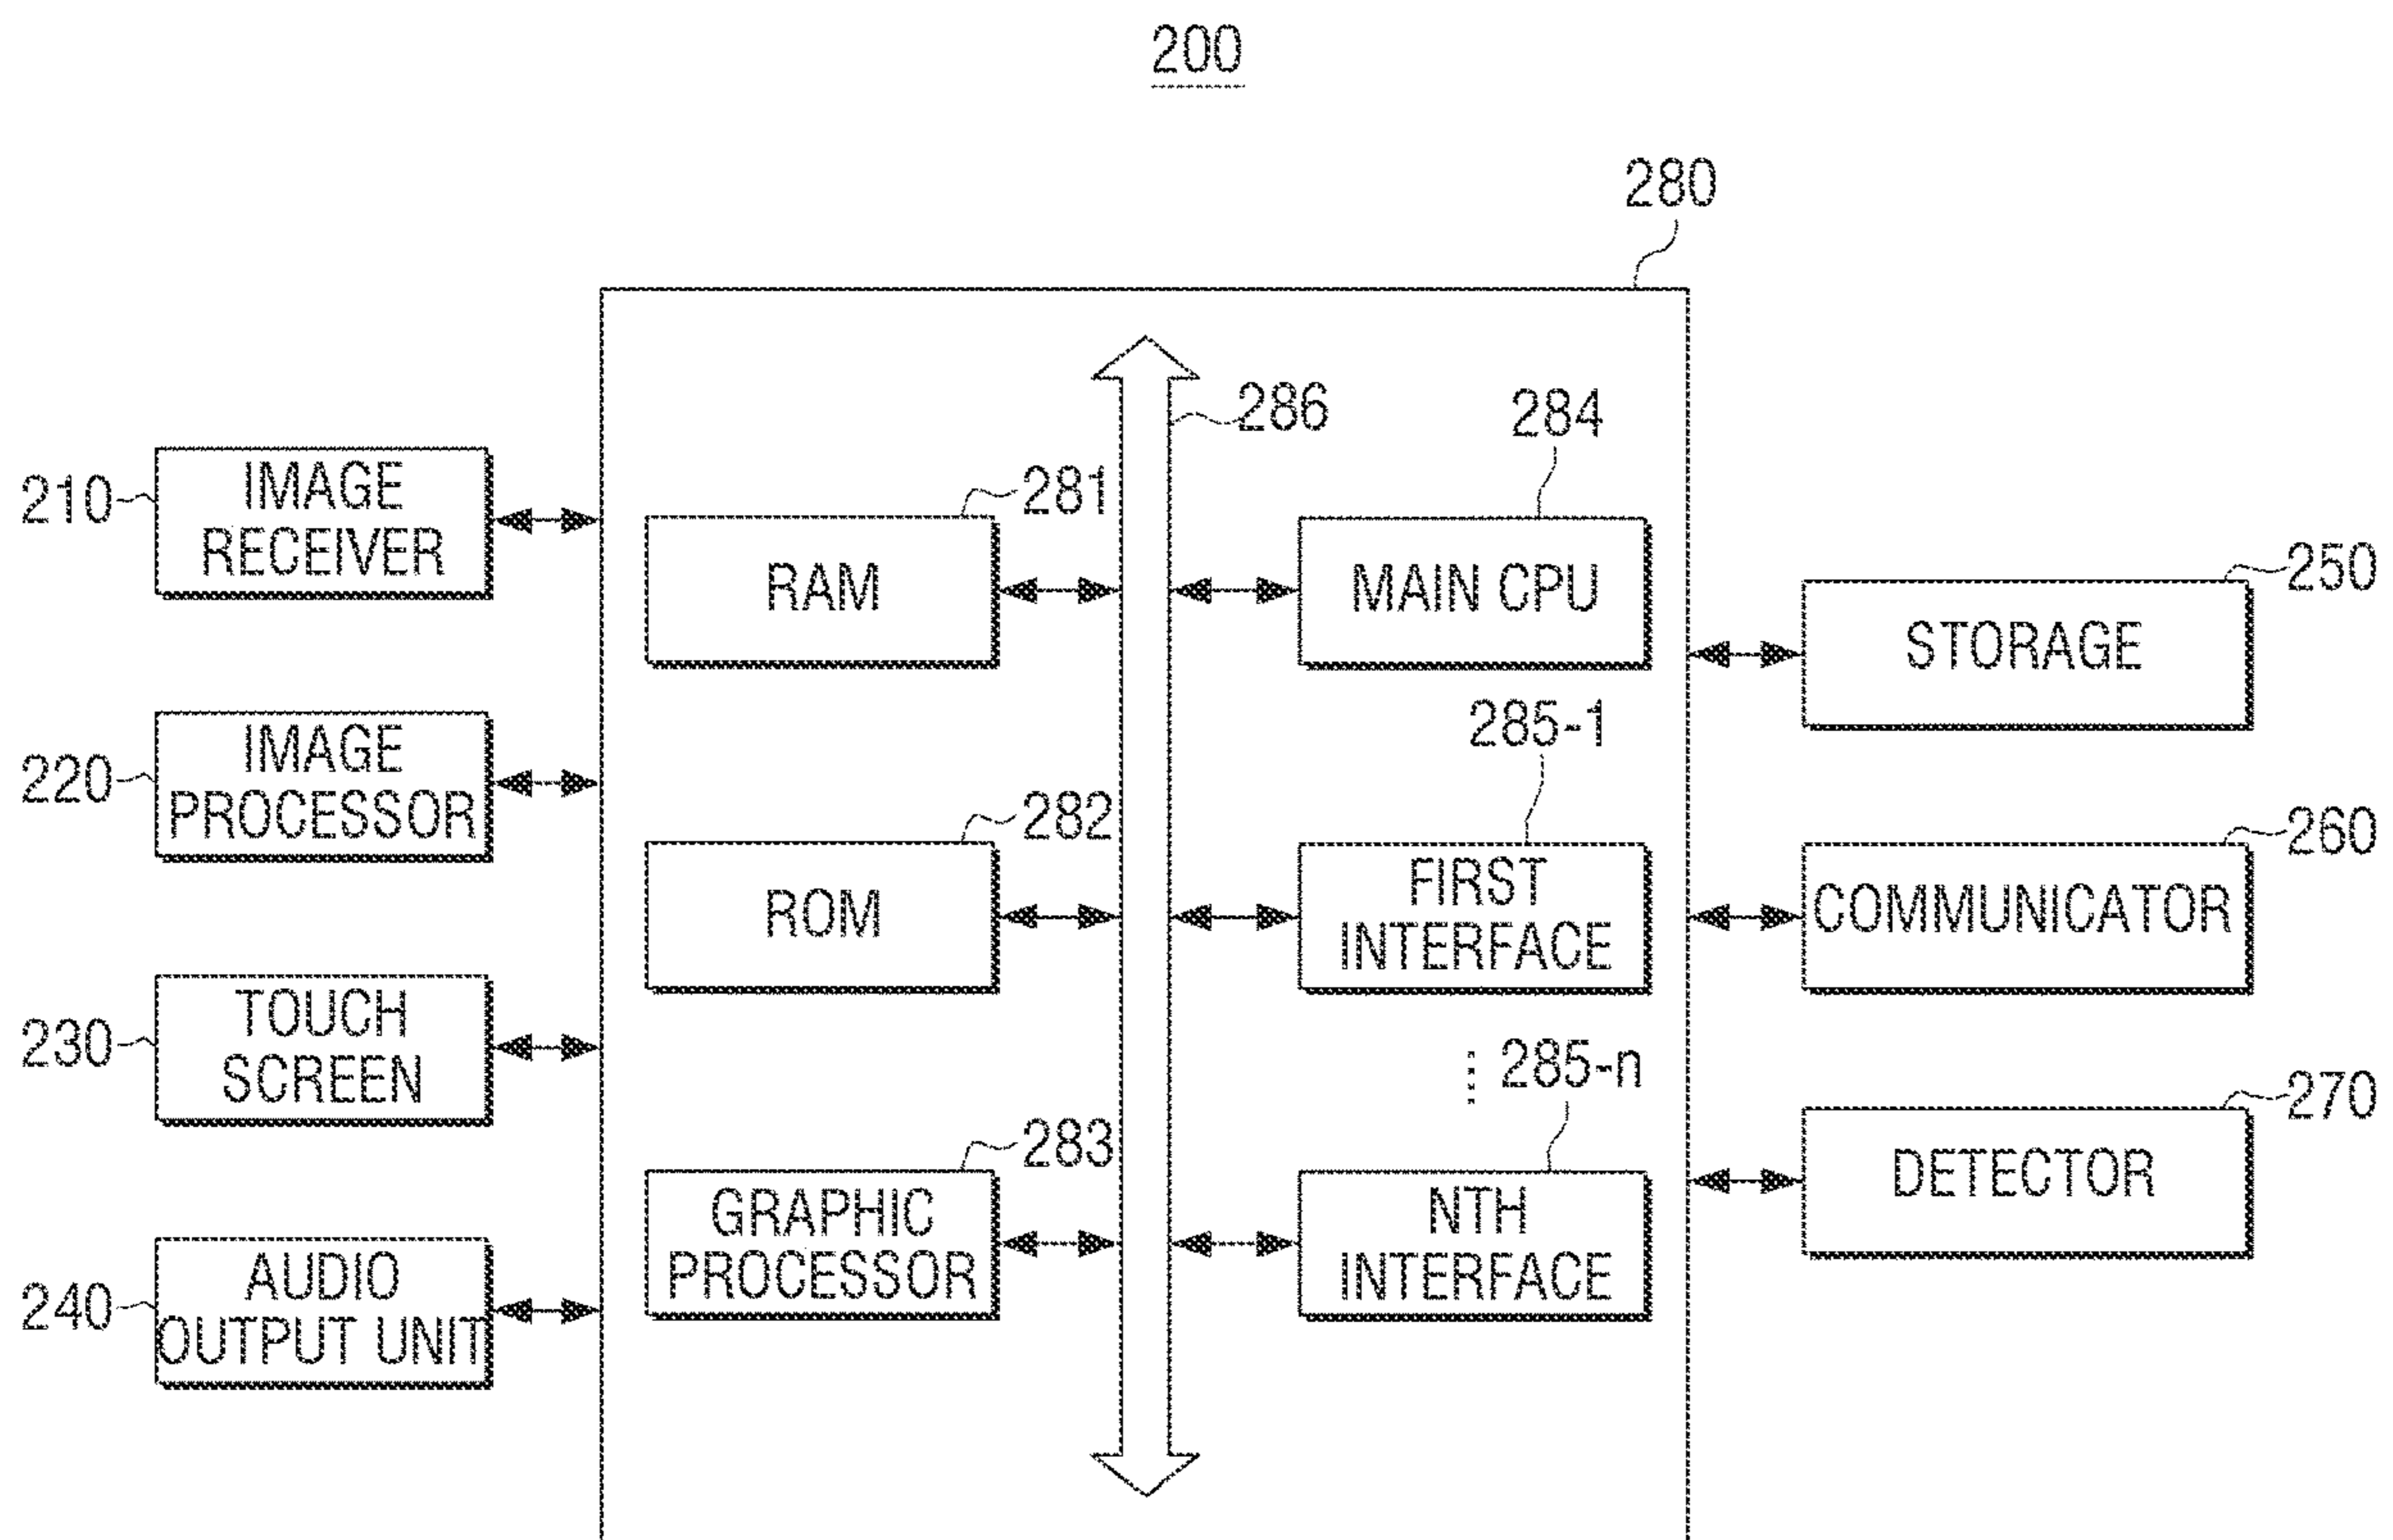 200
280
286
284
210
IMAGE
RECEIVER
281
RAM
MAIN CPU
250
STORAGE
220
IMAGE
PROCESSOR
282
ROM
285-1
FIRST
INTERFACE
260
COMMUNICATOR
230
TOUCH
SCREEN
283
GRAPHIC
PROCESSOR
285-n
NTH
INTERFACE
270
DETECTOR
240
AUDIO
OUTPUT UNIT